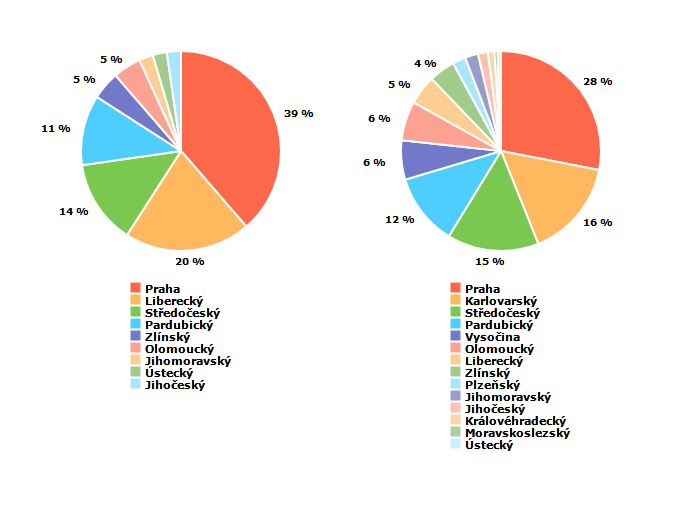 5 %
5 %
11 %
14 %
20 %
39 %
Praha
Liberecký
Středočeský
Pardubický
Zlínský
Olomoucký
Jihomoravský
Ústecký
Jihočeský
4 %
5 %
6 %
6 %
12 %
15 %
16 %
28 %
Praha
Karlovarský
Středočeský
Pardubický
Vysočina
Olomoucký
Liberecký
Zlínský
Plzeňský
Jihomoravský
Jihočeský
Královéhradecký
Moravskoslezský
Ústecký